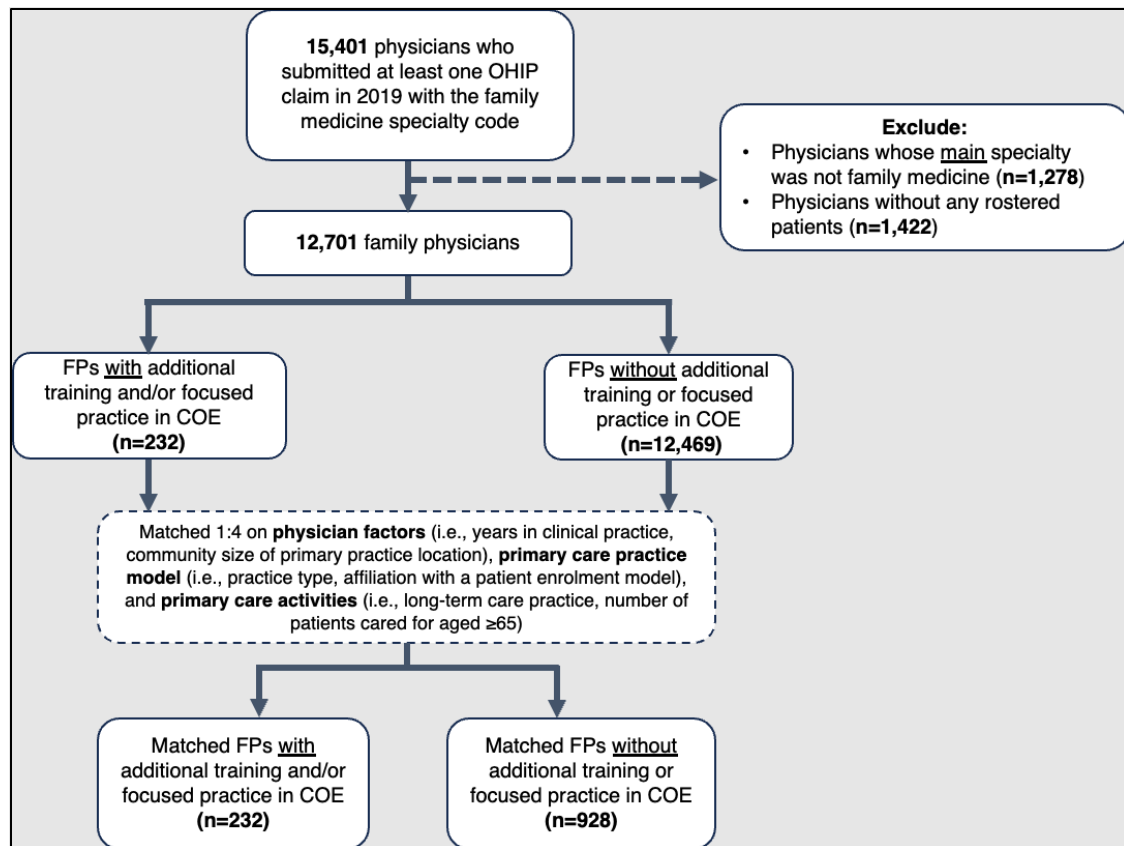 15,401 physicians who
submitted at least one OHIP
claim in 2019 with the family
medicine specialty code
Exclude:
• Physicians whose main specialty
was not family medicine (n=1,278)
• Physicians without any rostered
patients (n=1,422)
12,701 family physicians
FPs with additional
training and/or focused
practice in COE
(n=232)
FPs without additional
training or focused
practice in COE
(n=12,469)
Matched 1:4 on physician factors (i.e., years in clinical practice,
community size of primary practice location), primary care practice
model (i.e., practice type, affiliation with a patient enrolment model),
and primary care activities (i.e., long-term care practice, number of
patients cared for aged ≥65)
Matched FPs with
additional training and/or
focused practice in COE
(n=232)
Matched FPs without
additional training or
focused practice in COE
(n=928)